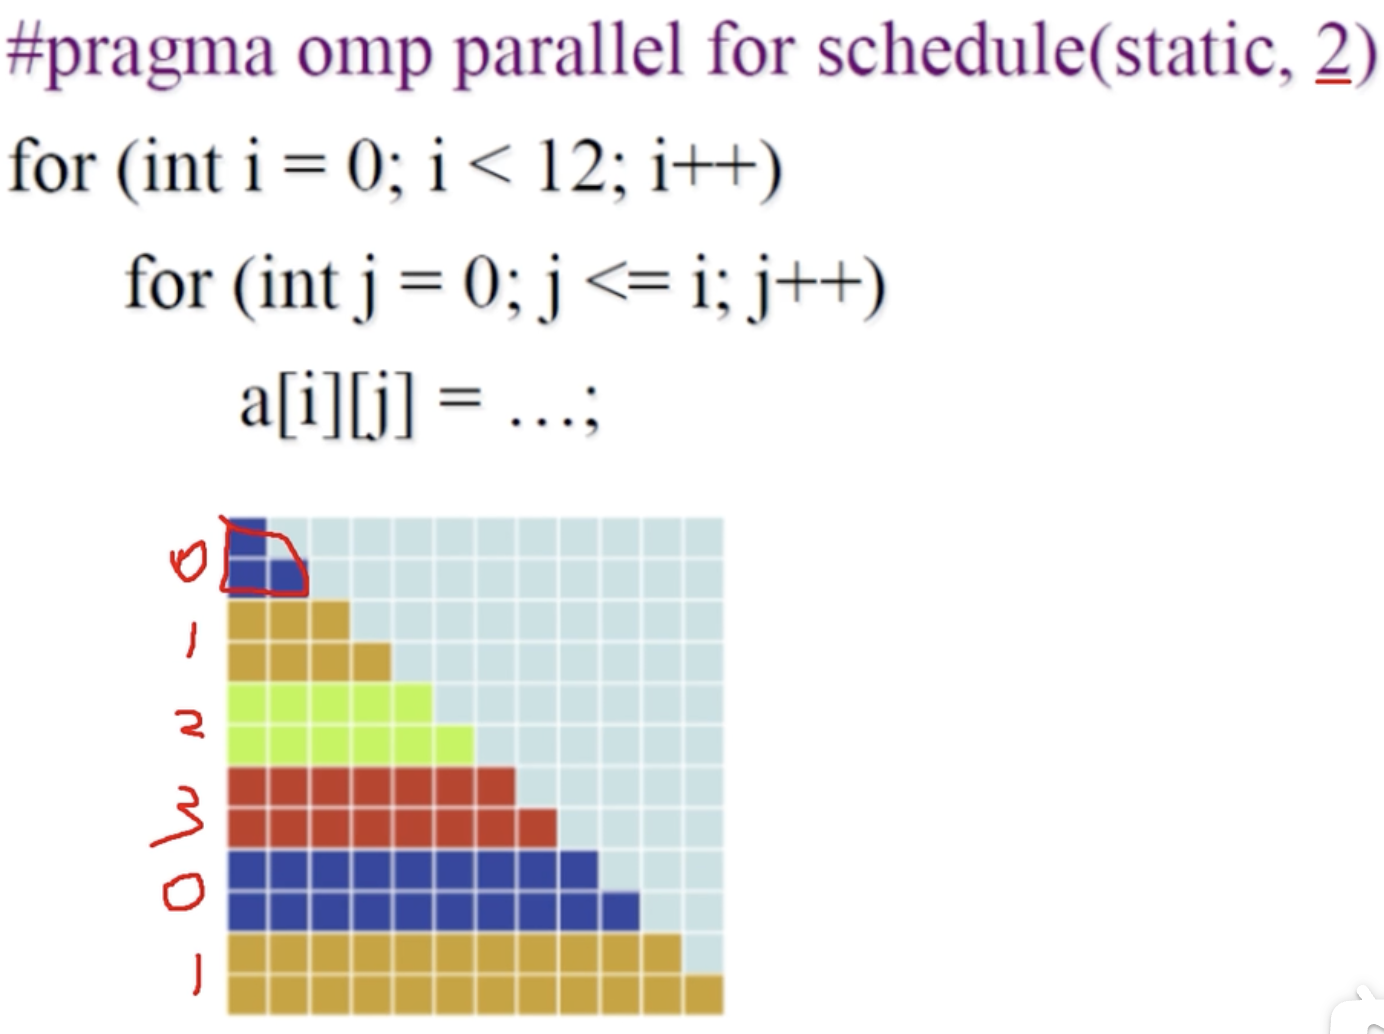 #pragma omp parallel for schedule(static, 2)
for (int i = 0; i < 12; i++)
for (int j = 0; j <= i; j++)
a[i][j] = …;
0
1
2
3
0
1